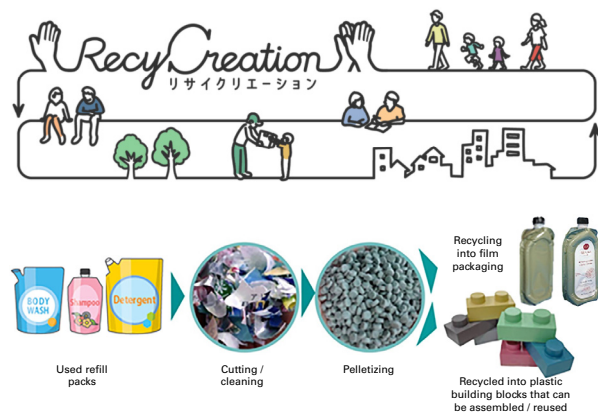 RecyCreation
リサイクリエーション
BODY
WASH
Shampoo
Detergent
Used refill
packs
Cutting /
cleaning
Pelletizing
Recycling
into film
packaging
Recycled into plastic
building blocks that can
be assembled / reused